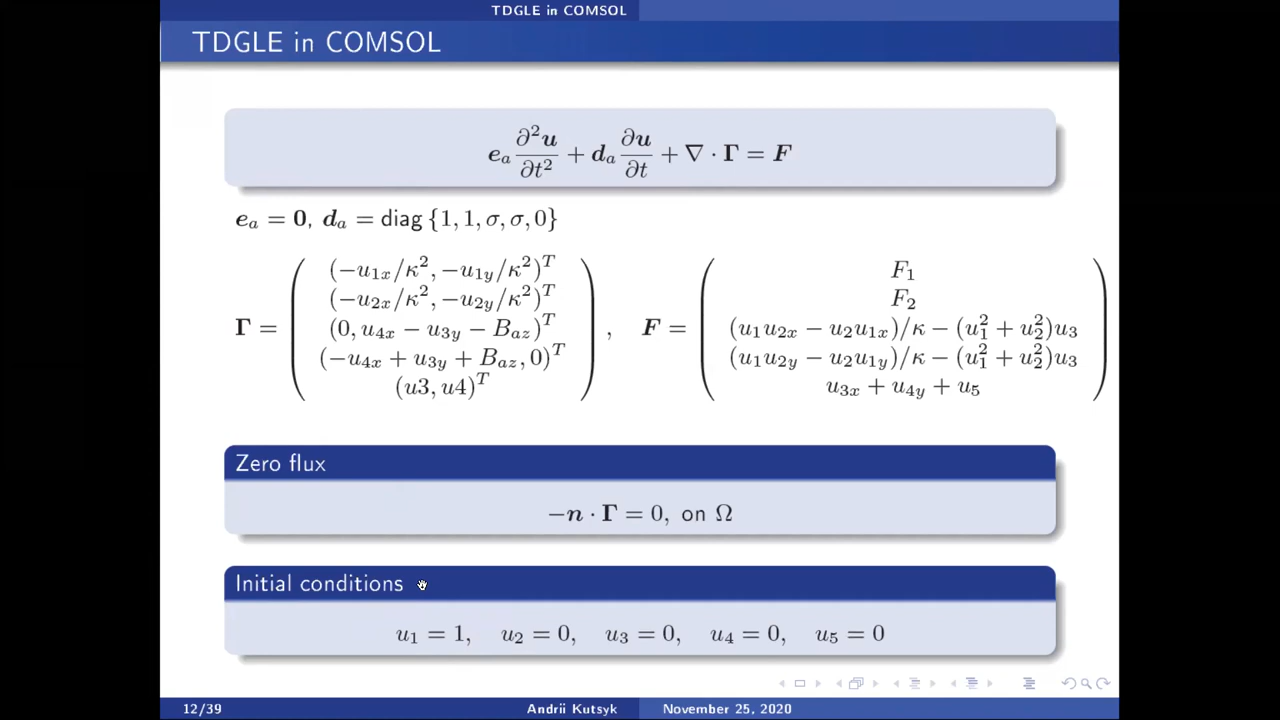 TDGLE in COMSOL
TDGLE in COMSOL
e_a ∂²u/∂t² + d_a ∂u/∂t + ∇ · Γ = F
e_a = 0, d_a = diag {1, 1, σ, σ, 0}
Γ = ( (−u_{1x}/κ², −u_{1y}/κ²)^T
(−u_{2x}/κ², −u_{2y}/κ²)^T
(0, u_{4x} − u_{3y} − B_{az})^T
(−u_{4x} + u_{3y} + B_{az}, 0)^T
(u3, u4)^T ) ,
F = ( F_1
F_2
(u_1u_{2x} − u_2u_{1x})/κ − (u_1² + u_2²)u_3
(u_1u_{2y} − u_2u_{1y})/κ − (u_1² + u_2²)u_3
u_{3x} + u_{4y} + u_5 )
Zero flux
−n · Γ = 0, on Ω
Initial conditions
u_1 = 1, u_2 = 0, u_3 = 0, u_4 = 0, u_5 = 0
12/39 Andrii Kutsyk November 25, 2020